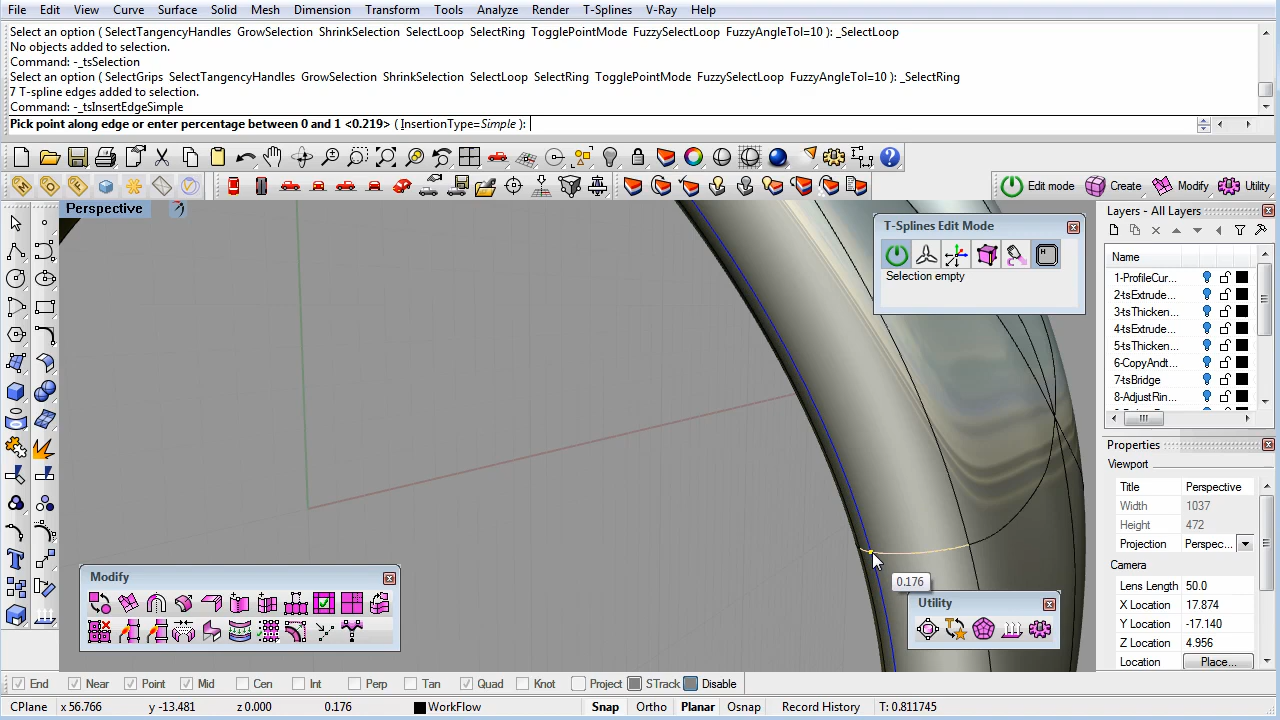 File Edit View Curve Surface Solid Mesh Dimension Transform Tools Analyze Render T-Splines V-Ray Help
Select an option ( SelectTangencyHandles GrowSelection ShrinkSelection SelectLoop SelectRing TogglePointMode FuzzySelectLoop FuzzyAngleTol=10 ): _SelectLoop
No objects added to selection.
Command: -_tsSelection
Select an option ( SelectGrips SelectTangencyHandles GrowSelection ShrinkSelection SelectLoop SelectRing TogglePointMode FuzzySelectLoop FuzzyAngleTol=10 ): _SelectRing
7 T-spline edges added to selection.
Command: -_tsInsertEdgeSimple
Pick point along edge or enter percentage between 0 and 1 <0.219> ( InsertionType=Simple ):
Edit mode Create Modify Utility
Perspective
T-Splines Edit Mode
Selection empty
Layers - All Layers
Name
1-ProfileCur...
2-tsExtrude...
3-tsThicken...
4-tsExtrude...
5-tsThicken...
6-CopyAndt...
7-tsBridge
8-AdjustRin...
Properties
Viewport
Title Perspective
Width 1037
Height 472
Projection Perspec...
Camera
Lens Length 50.0
X Location 17.874
Y Location -17.140
Z Location 4.956
Location Place...
0.176
Modify
Utility
End Near Point Mid Cen Int Perp Tan Quad Knot Project STrack Disable
CPlane x 56.766 y -13.481 z 0.000 0.176 WorkFlow Snap Ortho Planar Osnap Record History T: 0.811745